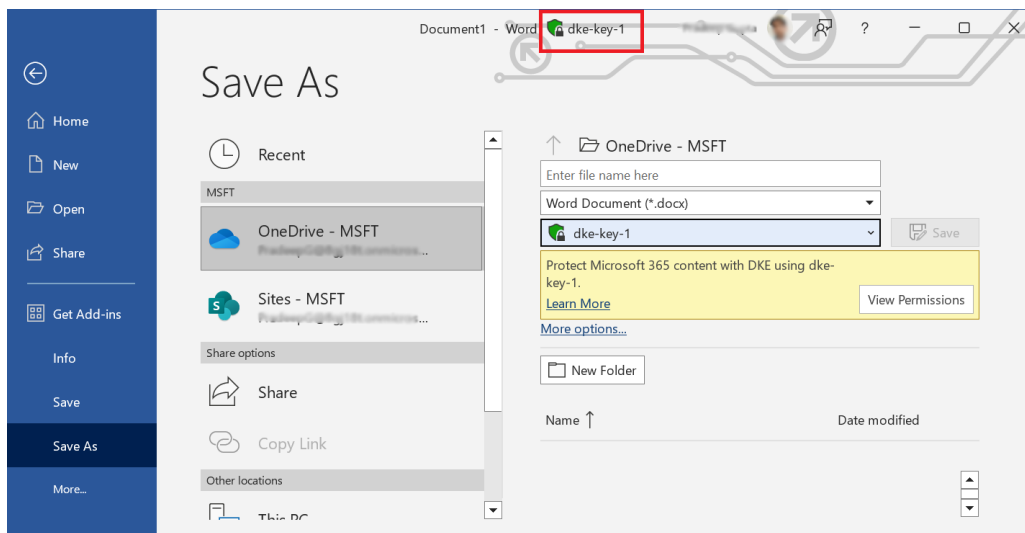 Document1 - Word dke-key-1
?
Save As
Home
New
Open
Share
Get Add-ins
Info
Save
Save As
More...
Recent
MSFT
OneDrive - MSFT
Sites - MSFT
Share options
Share
Copy Link
Other locations
This PC
OneDrive - MSFT
Enter file name here
Word Document (*.docx)
dke-key-1
Save
Protect Microsoft 365 content with DKE using dke-
key-1.
Learn More
View Permissions
More options...
New Folder
Name
Date modified